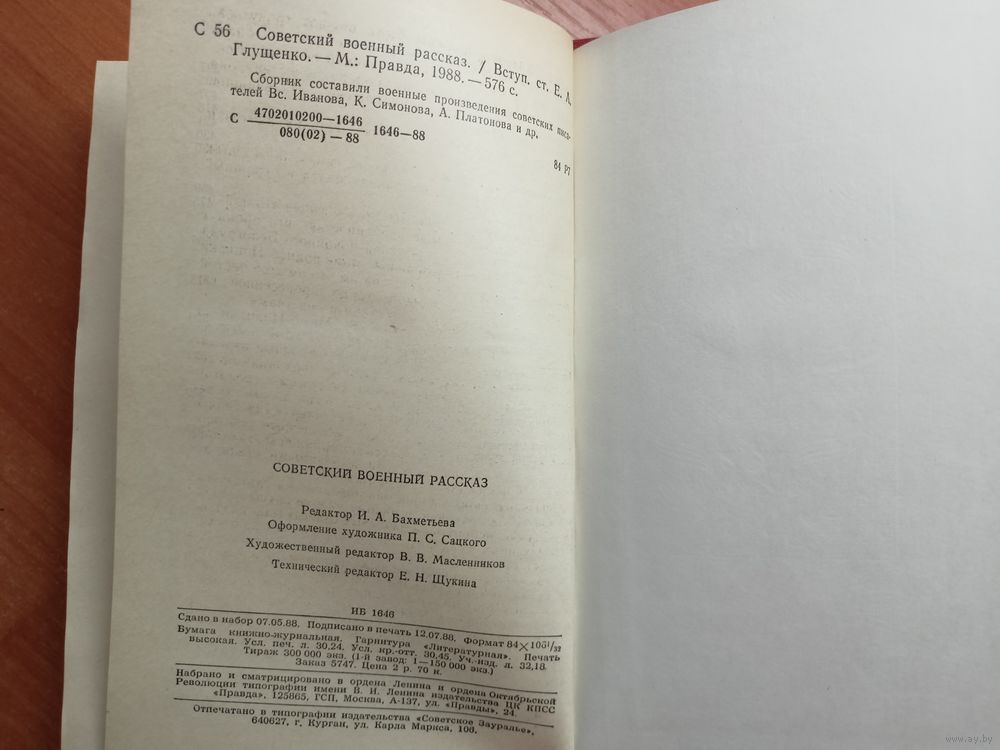 С 56 Советский военный рассказ. / Вступ. ст. Е. А.
Глущенко. — М.: Правда, 1988. — 576 с.
Сборник составили военные произведения советских писа-
телей Вс. Иванова, К. Симонова, А. Платонова и др.
С 4702010200—1646 1646—88
080(02) — 88
84 Р7
СОВЕТСКИЙ ВОЕННЫЙ РАССКАЗ
Редактор И. А. Бахметьева
Оформление художника П. С. Сацкого
Художественный редактор В. В. Масленников
Технический редактор Е. Н. Щукина
ИБ 1646
Сдано в набор 07.05.88. Подписано в печать 12.07.88. Формат 84×108 1/32
Бумага книжно-журнальная. Гарнитура «Литературная». Печать
высокая. Усл. печ. л. 30,24. Усл. кр.-отт. 30,45. Уч.-изд. л. 32,18.
Тираж 300 000 экз. (1-й завод: 1—150 000 экз.)
Заказ 5747. Цена 2 р. 70 к.
Набрано и сматрицировано в ордена Ленина и ордена Октябрьской
Революции типографии имени В. И. Ленина издательства ЦК КПСС
«Правда». 125865, ГСП, Москва, А-137, ул. «Правды», 24.
Отпечатано в типографии издательства «Советское Зауралье».
640627, г. Курган, ул. Карла Маркса, 106.
www.ay.by